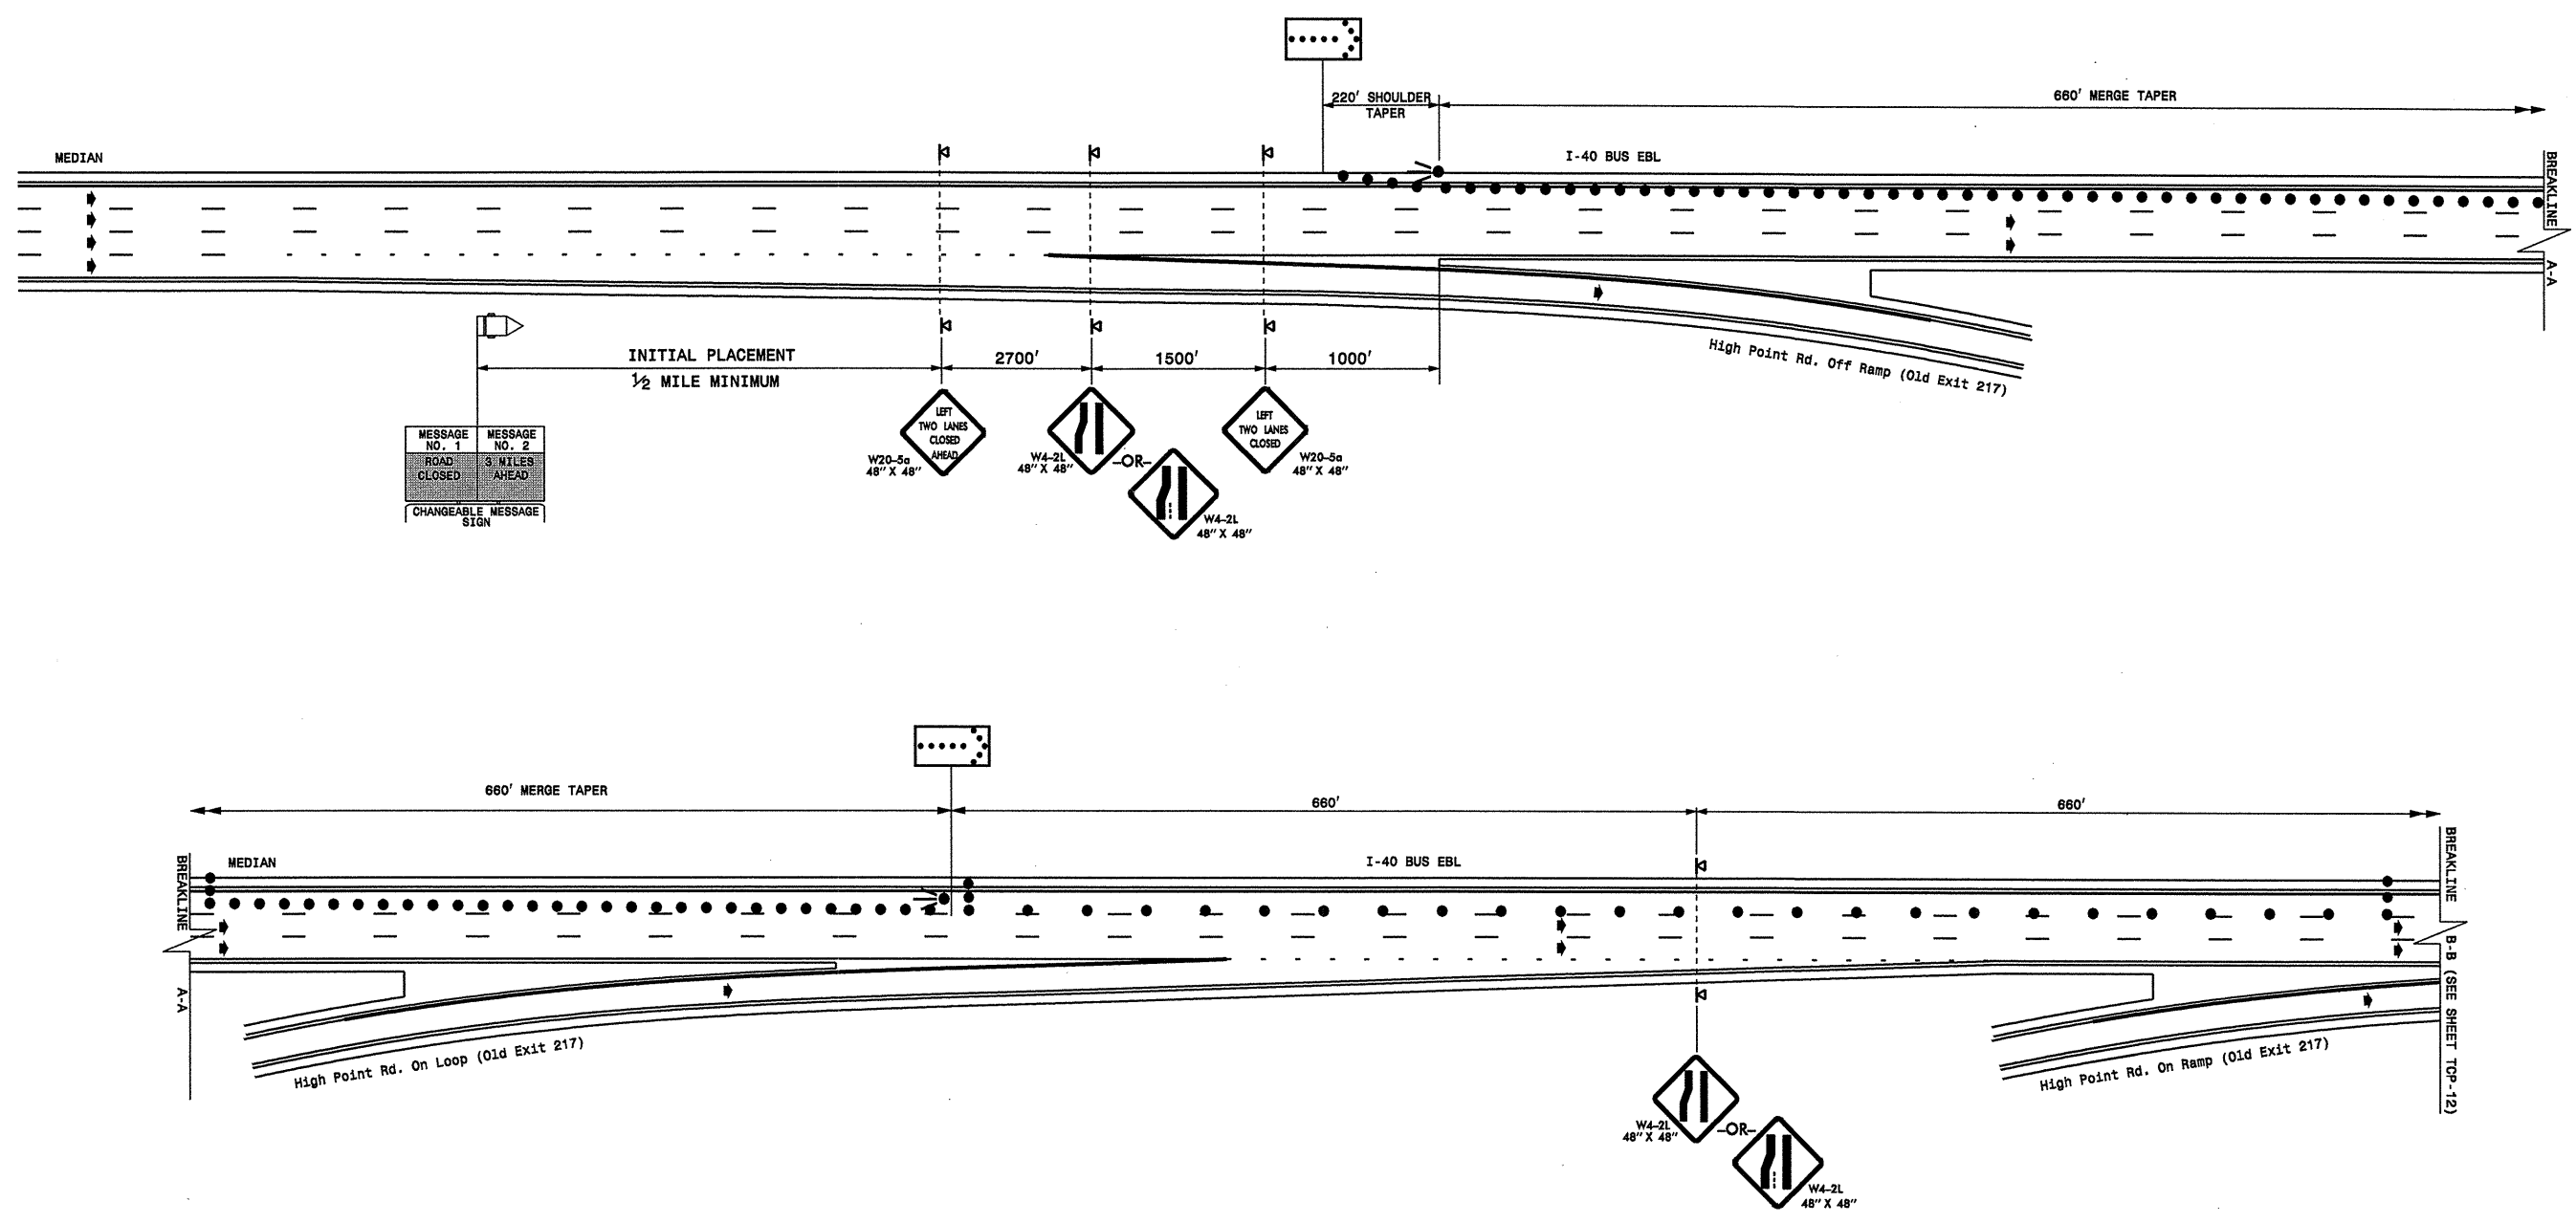 220' SHOULDER
TAPER
660' MERGE TAPER
MEDIAN
I-40 BUS EBL
BREAKLINE
A-A
INITIAL PLACEMENT
½ MILE MINIMUM
2700'
1500'
1000'
High Point Rd. Off Ramp (Old Exit 217)
MESSAGE NO. 1
MESSAGE NO. 2
ROAD CLOSED
3 MILES AHEAD
CHANGEABLE MESSAGE
SIGN
LEFT
TWO LANES
CLOSED
AHEAD
W20-5a
48" X 48"
W4-2L
48" X 48"
-OR-
W4-2L
48" X 48"
LEFT
TWO LANES
CLOSED
W20-5a
48" X 48"
660' MERGE TAPER
660'
660'
BREAKLINE
A-A
MEDIAN
I-40 BUS EBL
BREAKLINE
B-B (SEE SHEET TCP-12)
High Point Rd. On Loop (Old Exit 217)
High Point Rd. On Ramp (Old Exit 217)
W4-2L
48" X 48"
-OR-
W4-2L
48" X 48"